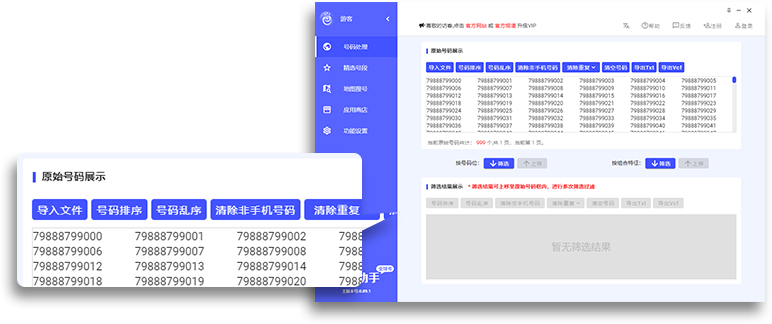 游客
尊敬的访客,点击 官方网站 或 官方频道 升级VIP
帮助
反馈
注册
登录
号码处理
精选号段
地图搜号
应用商店
功能设置
原始号码展示
导入文件 号码排序 号码乱序 清除非手机号码 清除重复 清空号码 导出Txt 导出Vcf
79888799000 79888799001 79888799002 79888799003 79888799004 79888799005
79888799006 79888799007 79888799008 79888799009 79888799010 79888799011
79888799012 79888799013 79888799014 79888799015 79888799016 79888799017
79888799018 79888799019 79888799020 79888799021 79888799022 79888799023
79888799024 79888799025 79888799026 79888799027 79888799028 79888799029
79888799030 79888799031 79888799032 79888799033 79888799034 79888799035
79888799036 79888799037 79888799038 79888799039 79888799040 79888799041
当前原始号码共计: 999 个,共 1 页, 当前第 1 页。
按号码位: 筛选 上移
按组点特征: 筛选 上移
筛选结果展示 * 筛选结果可上移至原始号码栏内, 进行多次筛选过滤
号码排序 号码乱序 清除非手机号码 清除重复 清空号码 导出Txt 导出Vcf
暂无筛选结果
原始号码展示
导入文件 号码排序 号码乱序 清除非手机号码 清除重复
79888799000 79888799001 79888799002 7988
79888799006 79888799007 79888799008 7988
79888799012 79888799013 79888799014 7988
79888799018 79888799019 79888799020 7988
助手